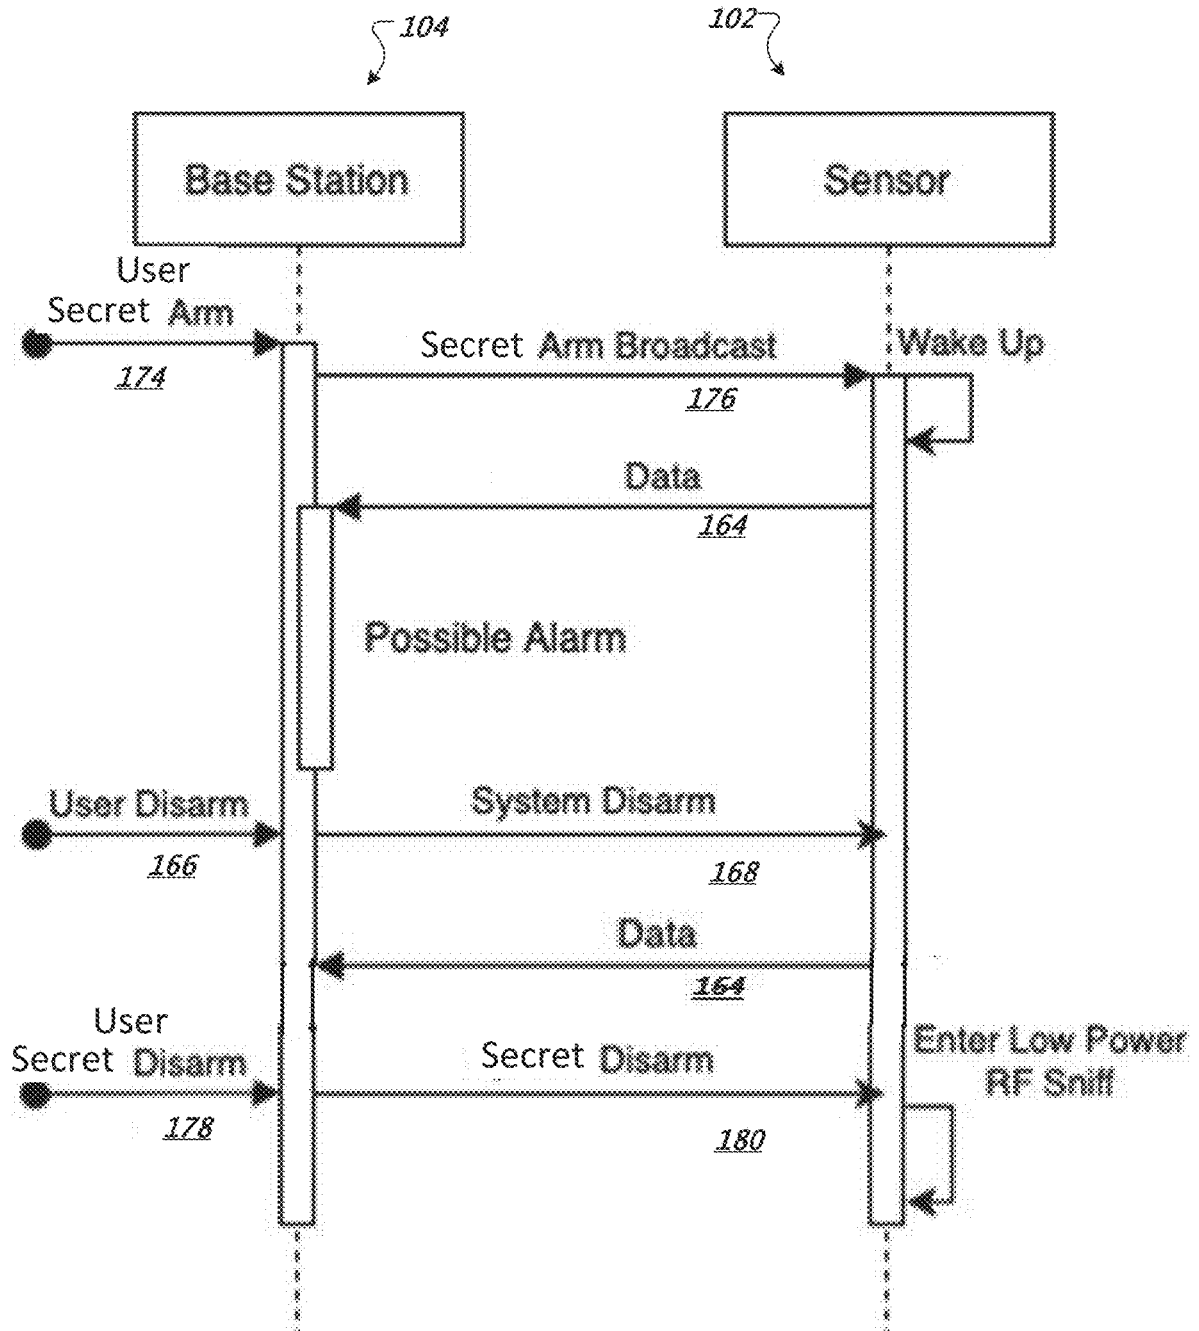 104
102
Base Station
Sensor
User
Secret Arm
174
Secret Arm Broadcast
176
Wake Up
Data
164
Possible Alarm
User Disarm
166
System Disarm
168
Data
164
User
Secret Disarm
178
Secret Disarm
180
Enter Low Power
RF Sniff